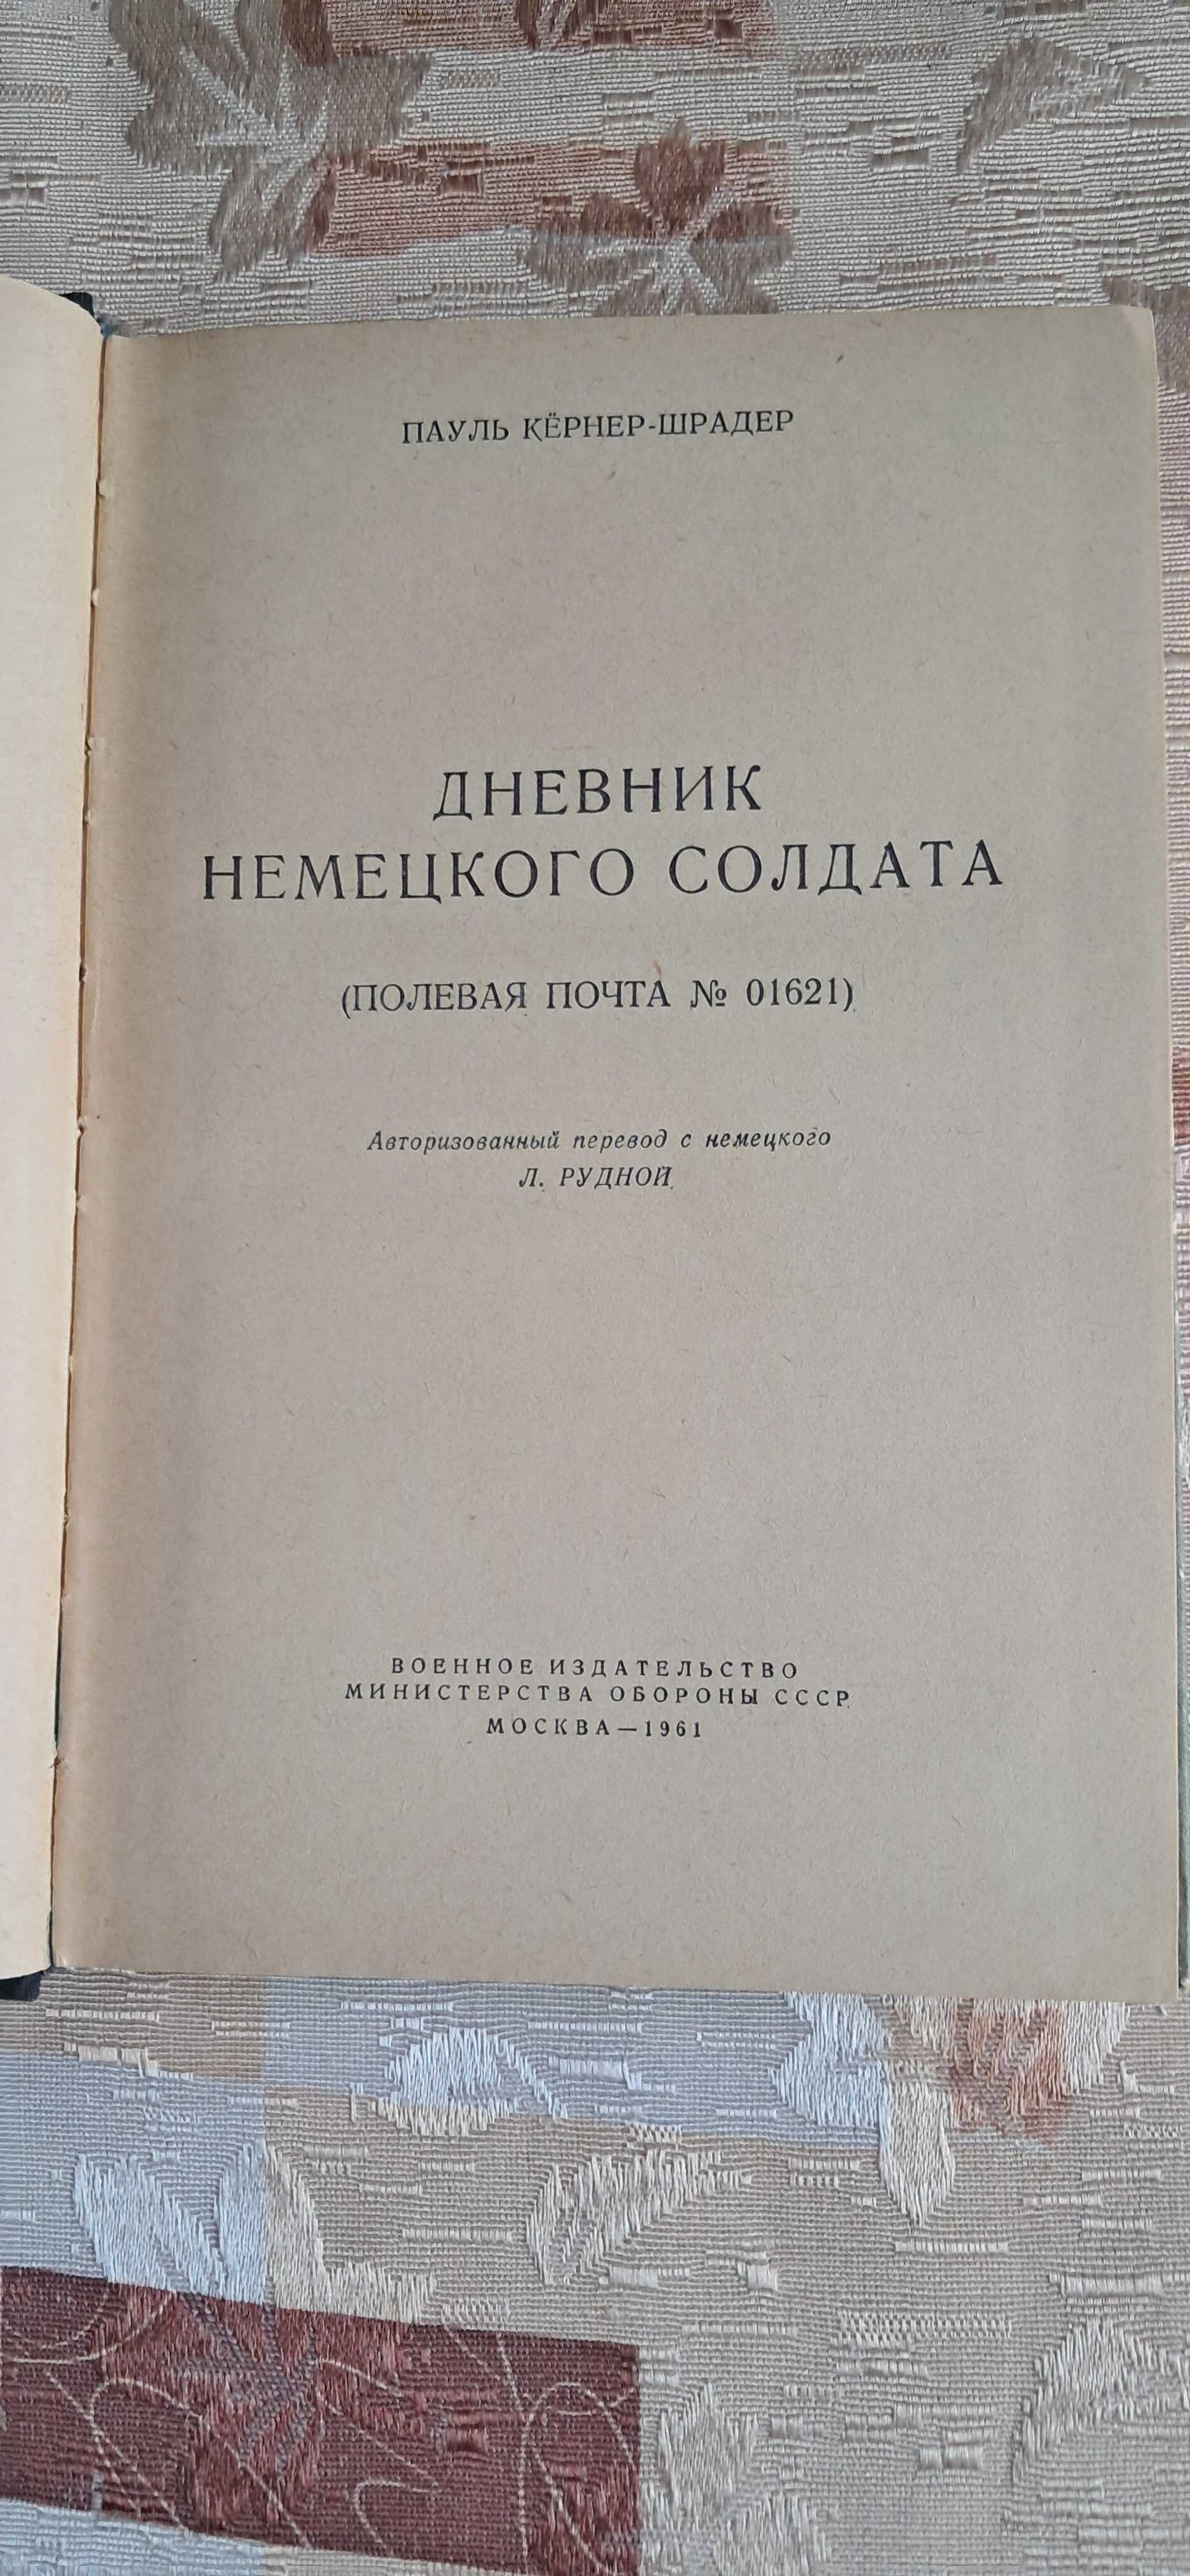 ПАУЛЬ КЁРНЕР-ШРАДЕР
ДНЕВНИК
НЕМЕЦКОГО СОЛДАТА
(ПОЛЕВАЯ ПОЧТА № 01621)
Авторизованный перевод с немецкого
Л. РУДНОЙ
ВОЕННОЕ ИЗДАТЕЛЬСТВО
МИНИСТЕРСТВА ОБОРОНЫ СССР
МОСКВА—1961